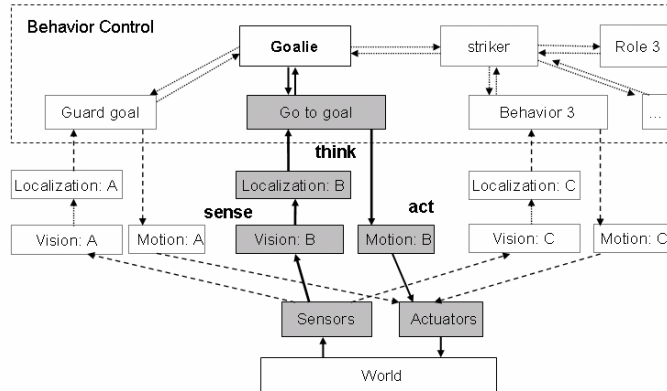 Behavior Control
Goalie
striker
Role 3
Guard goal
Go to goal
Behavior 3
...
think
Localization: A
Localization: B
Localization: C
sense
act
Vision: A
Motion: A
Vision: B
Motion: B
Vision: C
Motion: C
Sensors
Actuators
World